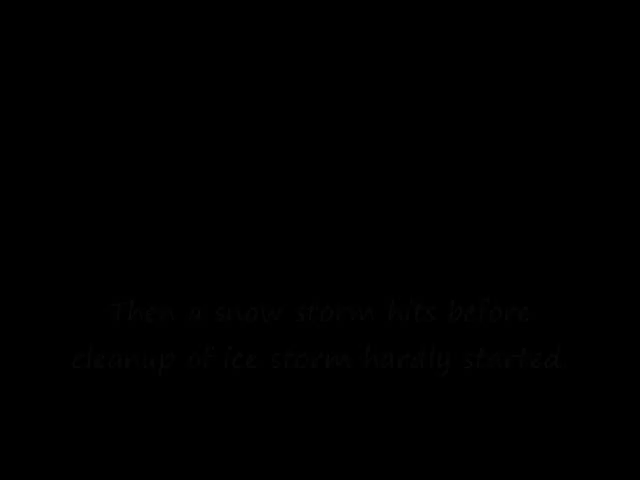 Then a snow storm hits before
cleanup of ice storm hardly started.